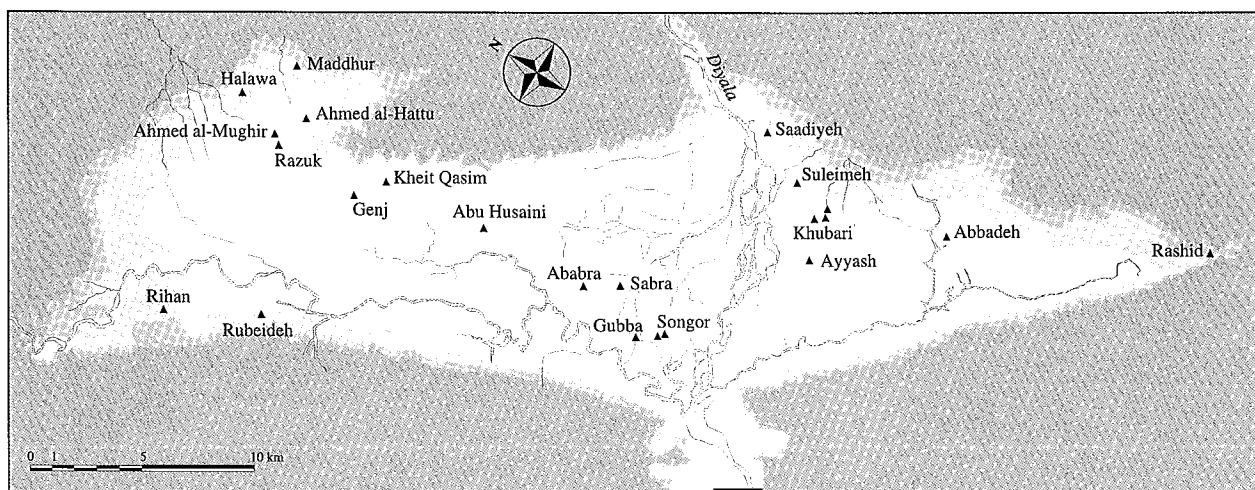 N
Maddhur
Diyala
Halawa
Ahmed al-Hattu
Ahmed al-Mughir
Saadiyeh
Razuk
Suleimeh
Kheit Qasim
Genj
Abu Husaini
Khubari
Abbadeh
Rashid
Ayyash
Ababra
Sabra
Rihan
Rubeideh
Gubba
Songor
0 1 5 10 km